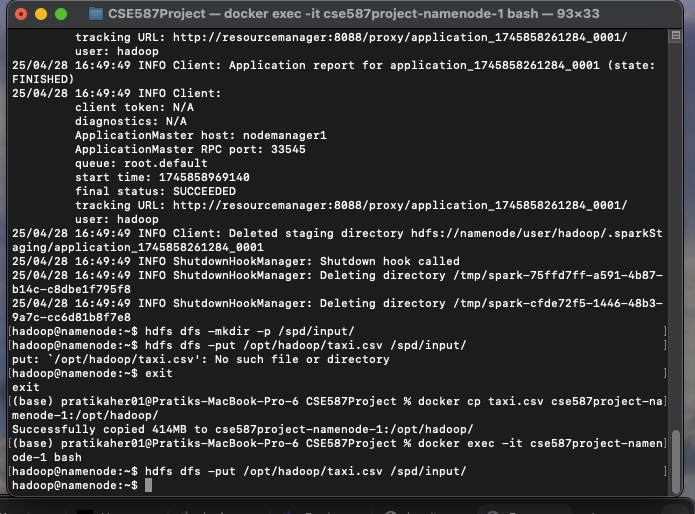 CSE587Project — docker exec -it cse587project-namenode-1 bash — 93×33
tracking URL: http://resourcemanager:8088/proxy/application_1745858261284_0001/
user: hadoop
25/04/28 16:49:49 INFO Client: Application report for application_1745858261284_0001 (state:
FINISHED)
25/04/28 16:49:49 INFO Client:
client token: N/A
diagnostics: N/A
ApplicationMaster host: nodemanager1
ApplicationMaster RPC port: 33545
queue: root.default
start time: 1745858969140
final status: SUCCEEDED
tracking URL: http://resourcemanager:8088/proxy/application_1745858261284_0001/
user: hadoop
25/04/28 16:49:49 INFO Client: Deleted staging directory hdfs://namenode/user/hadoop/.sparkSt
aging/application_1745858261284_0001
25/04/28 16:49:49 INFO ShutdownHookManager: Shutdown hook called
25/04/28 16:49:49 INFO ShutdownHookManager: Deleting directory /tmp/spark-75ffd7ff-a591-4b87-
b14c-c8dbe1f795f8
25/04/28 16:49:49 INFO ShutdownHookManager: Deleting directory /tmp/spark-cfde72f5-1446-48b3-
9a7c-cc6d81b8f7e8
[hadoop@namenode:~$ hdfs dfs -mkdir -p /spd/input/ ]
[hadoop@namenode:~$ hdfs dfs -put /opt/hadoop/taxi.csv /spd/input/ ]
put: `/opt/hadoop/taxi.csv': No such file or directory
[hadoop@namenode:~$ exit ]
exit
[(base) pratikaher01@Pratiks-MacBook-Pro-6 CSE587Project % docker cp taxi.csv cse587project-na]
menode-1:/opt/hadoop/
Successfully copied 414MB to cse587project-namenode-1:/opt/hadoop/
[(base) pratikaher01@Pratiks-MacBook-Pro-6 CSE587Project % docker exec -it cse587project-namen]
ode-1 bash
[hadoop@namenode:~$ hdfs dfs -put /opt/hadoop/taxi.csv /spd/input/ ]
hadoop@namenode:~$